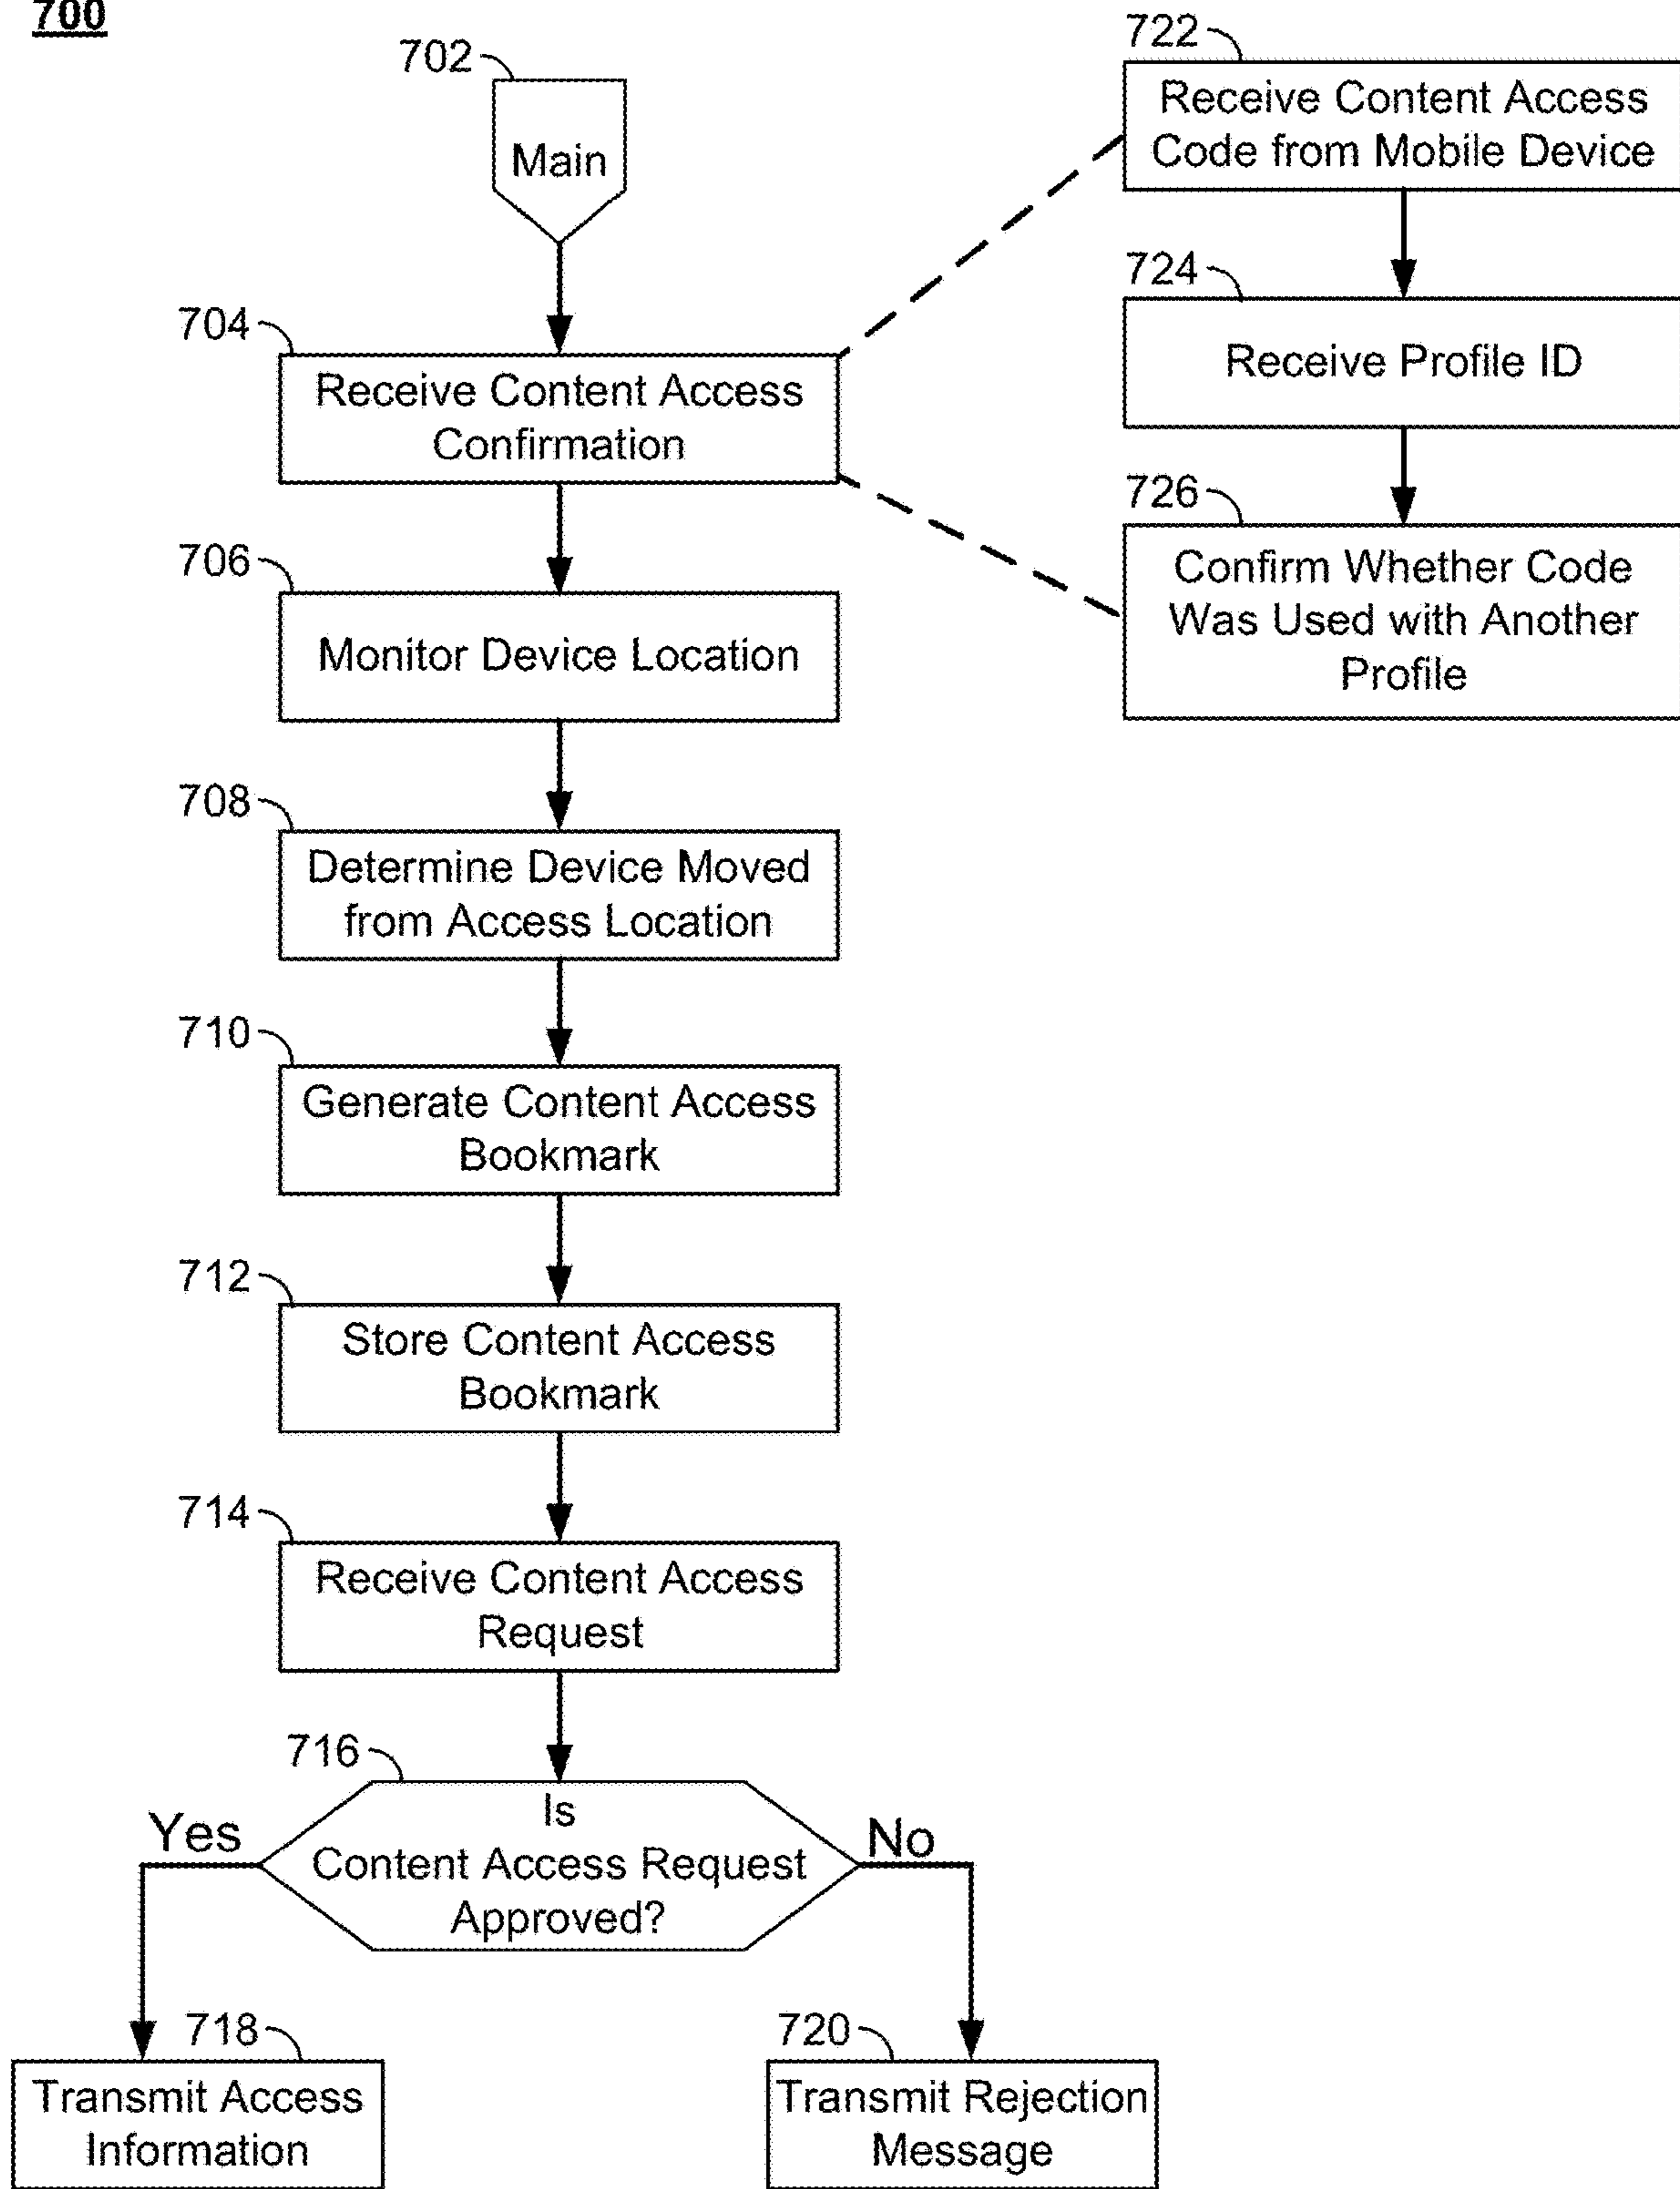 700
702
Main
704
Receive Content Access
Confirmation
706
Monitor Device Location
708
Determine Device Moved
from Access Location
710
Generate Content Access
Bookmark
712
Store Content Access
Bookmark
714
Receive Content Access
Request
716
Is
Content Access Request
Approved?
Yes
No
718
Transmit Access
Information
720
Transmit Rejection
Message
722
Receive Content Access
Code from Mobile Device
724
Receive Profile ID
726
Confirm Whether Code
Was Used with Another
Profile